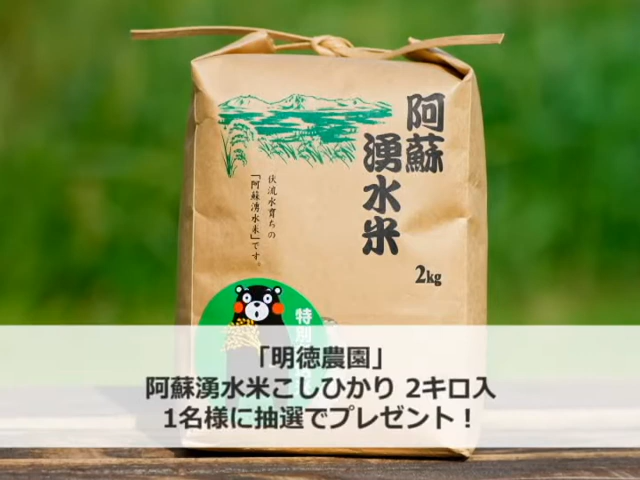 阿蘇
湧水米
伏流水育ちの
「阿蘇湧水米」です。
2kg
特別
「明徳農園」
阿蘇湧水米こしひかり 2キロ入
1名様に抽選でプレゼント！